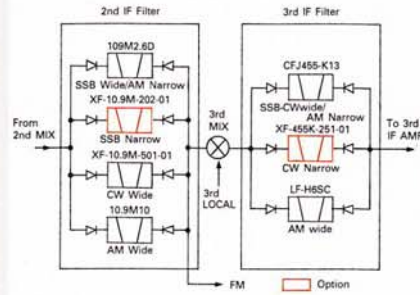 2nd IF Filter
3rd IF Filter
109M2.6D
SSB Wide/AM Narrow
XF-10.9M-202-01
SSB Narrow
XF-10.9M-501-01
CW Wide
10.9M10
AM Wide
From
2nd MIX
3rd
MIX
3rd
LOCAL
CFJ455-K13
SSB-CWwide/
AM Narrow
XF-455K-251-01
CW Narrow
LF-H6SC
AM wide
To 3rd
IF AMP
FM
Option